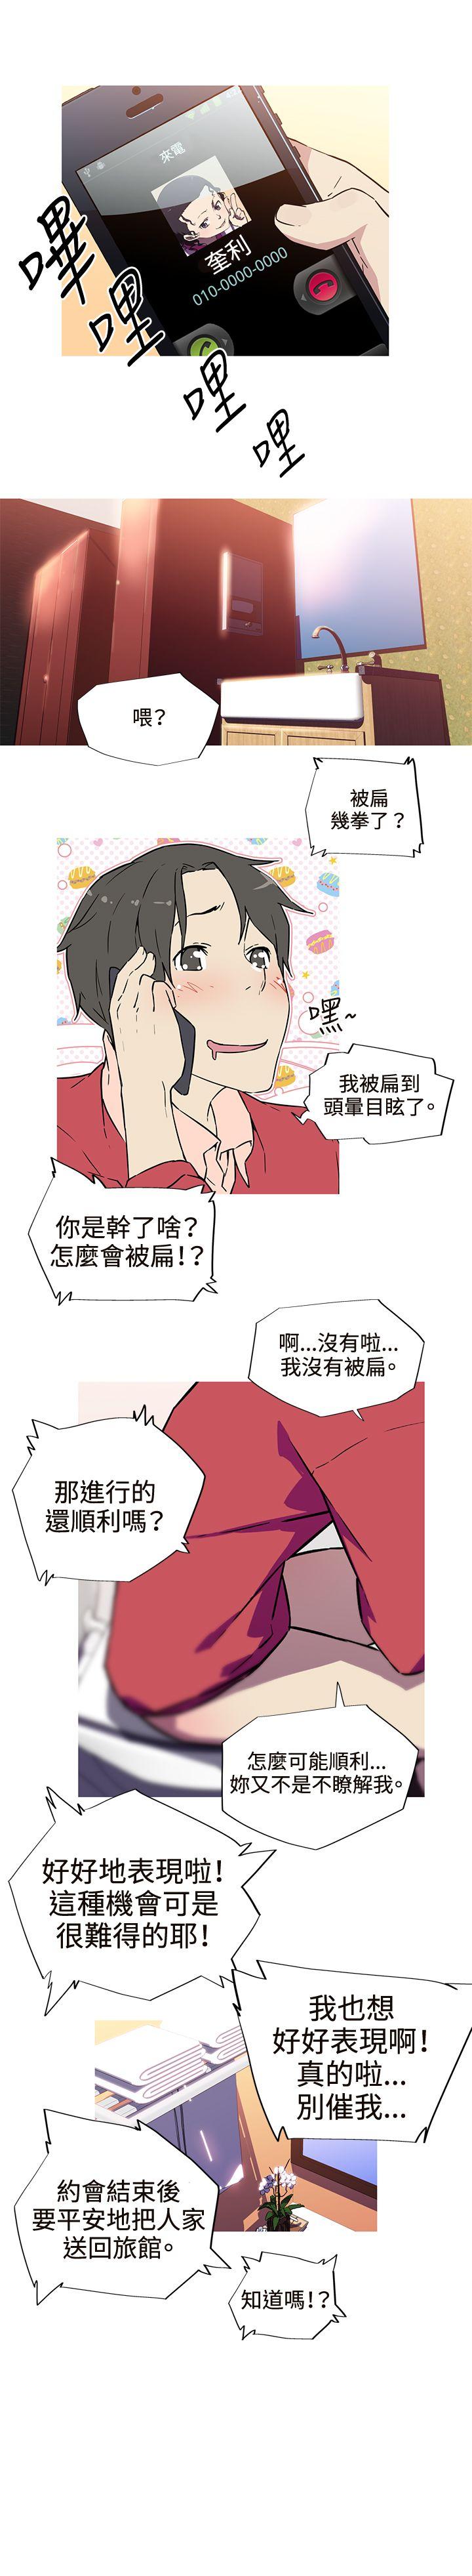 來電
奎利
010-0000-0000
嗶
哩
哩
哩
喂？
被扁
幾拳了？
嘿~
我被扁到
頭暈目眩了。
你是幹了啥？
怎麼會被扁！？
啊...沒有啦...
我沒有被扁。
那進行的
還順利嗎？
怎麼可能順利...
妳又不是不瞭解我。
好好地表現啦！
這種機會可是
很難得的耶！
我也想
好好表現啊！
真的啦...
別催我...
約會結束後
要平安地把人家
送回旅館。
知道嗎！？